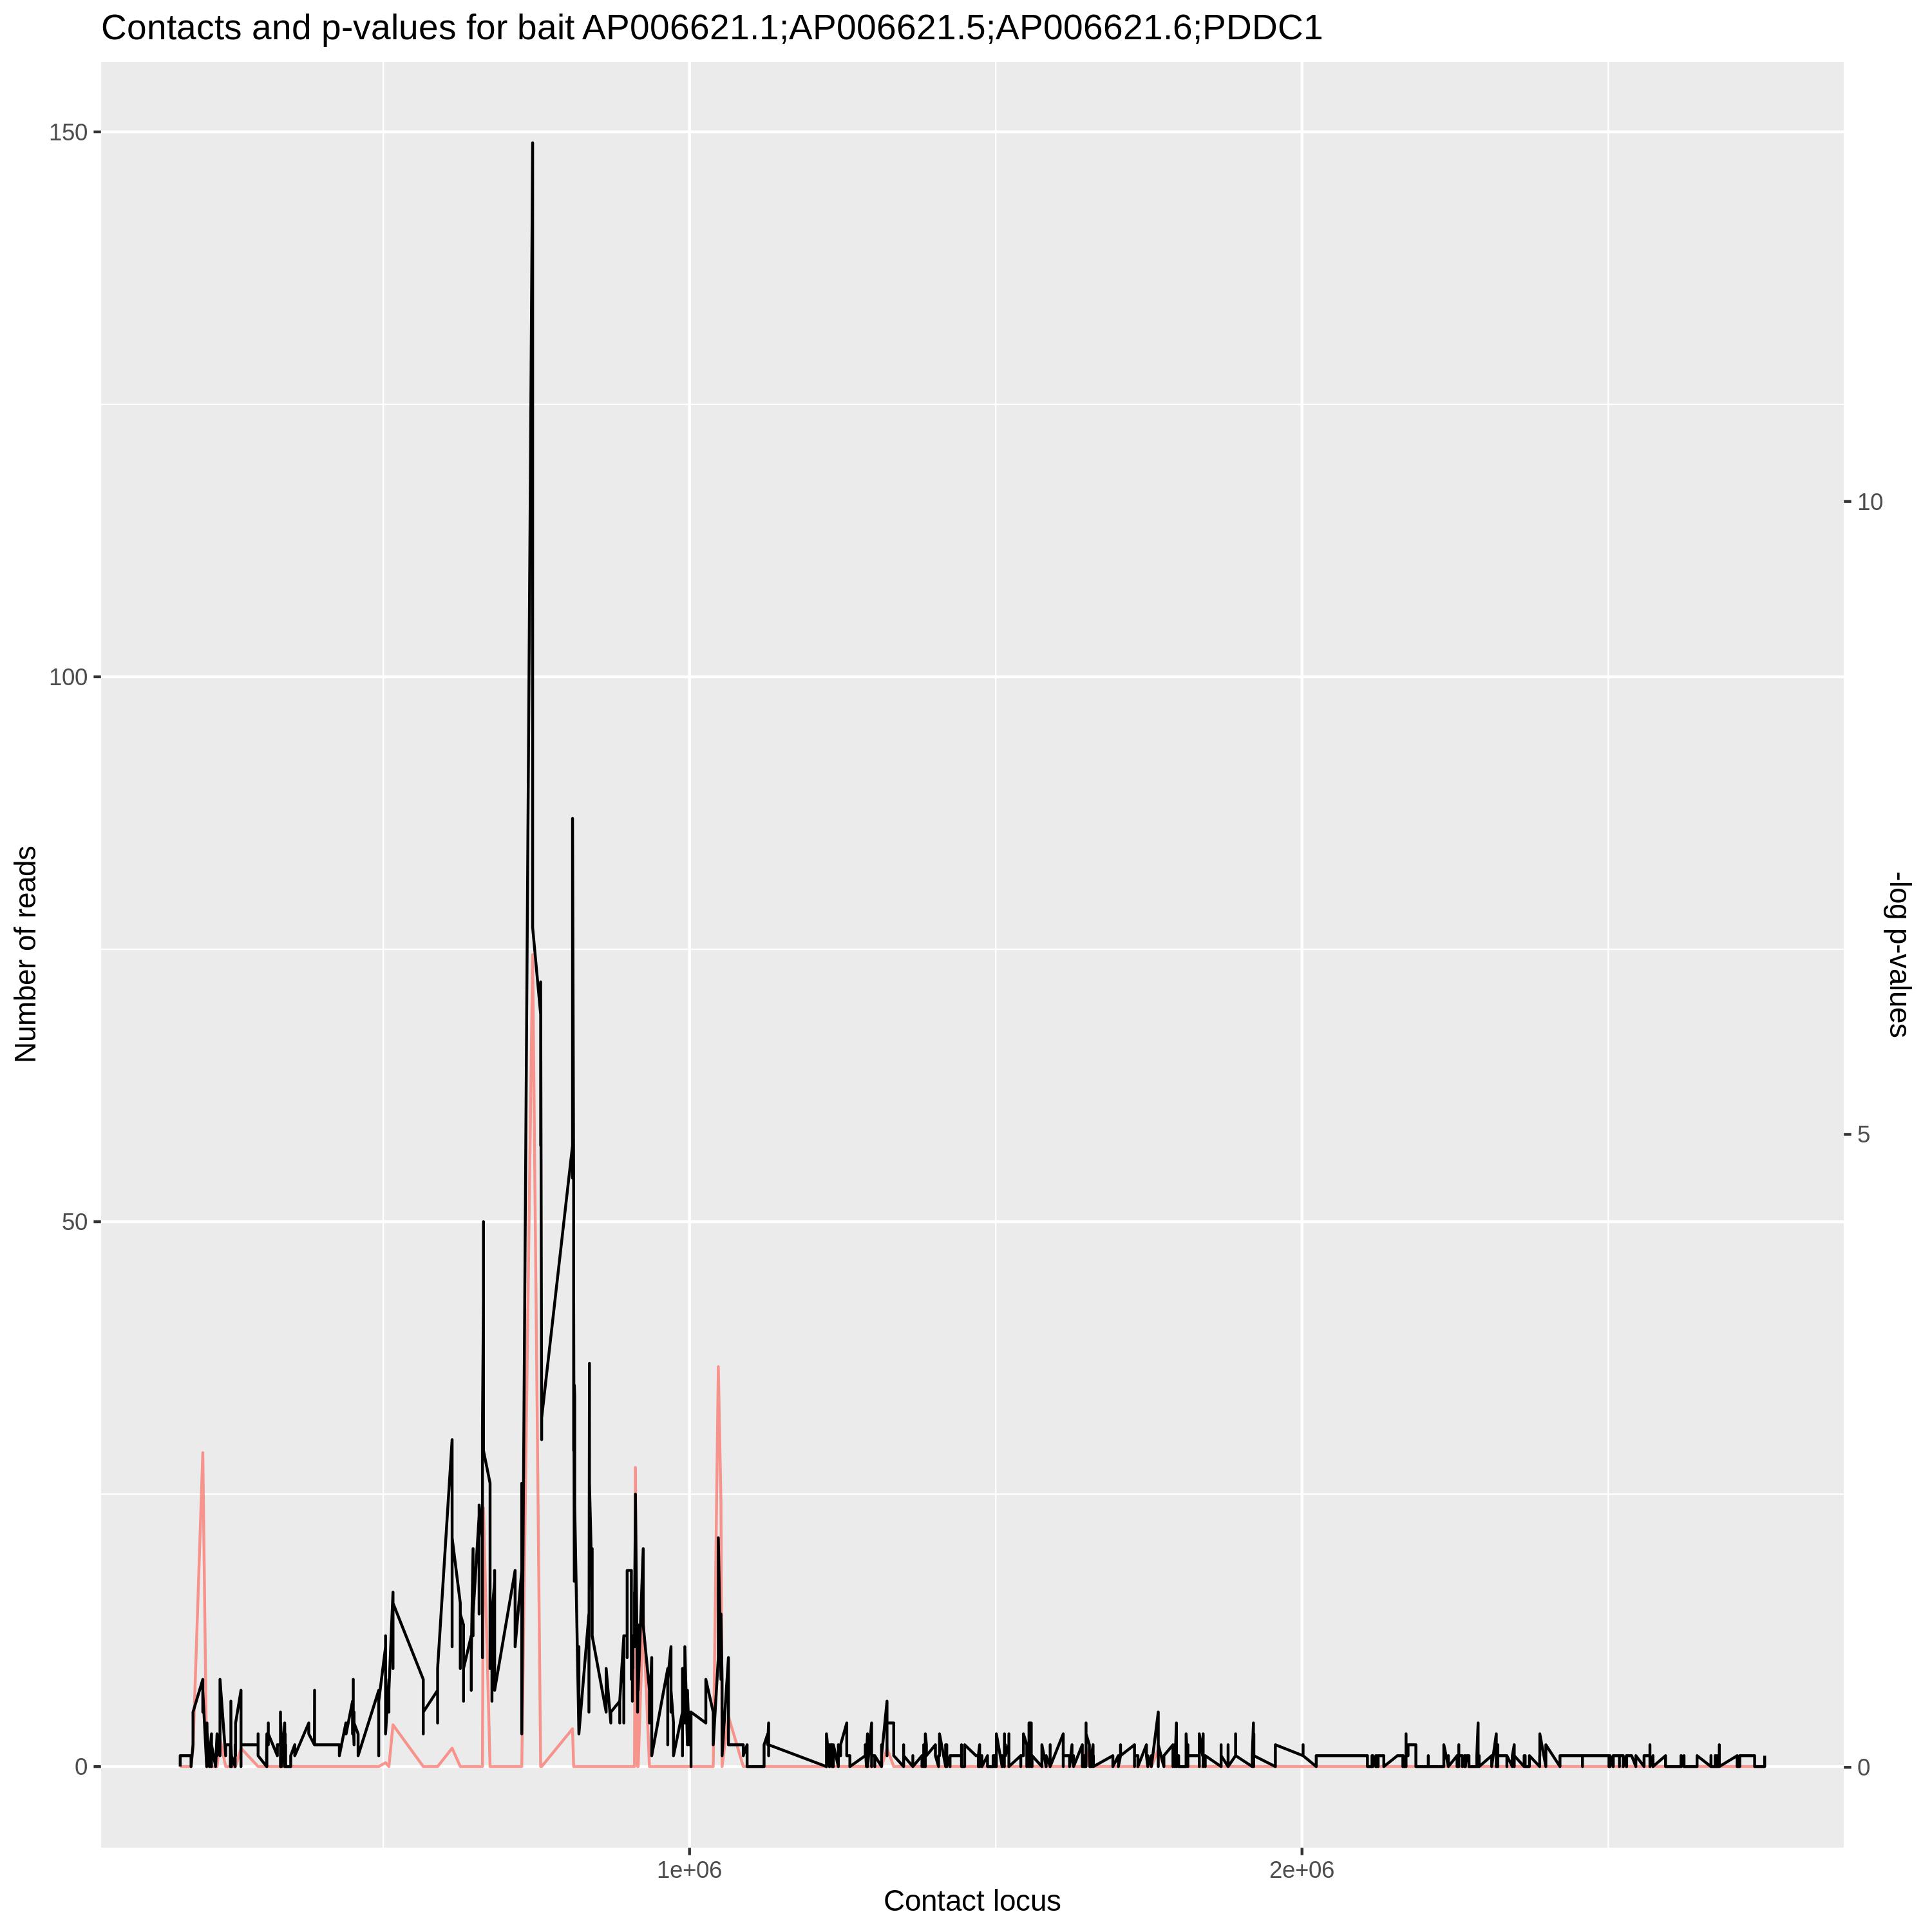 Contacts and p-values for bait AP006621.1;AP006621.5;AP006621.6;PDDC1
150
100
50
0
Number of reads
10
5
0
-log p-values
1e+06
2e+06
Contact locus